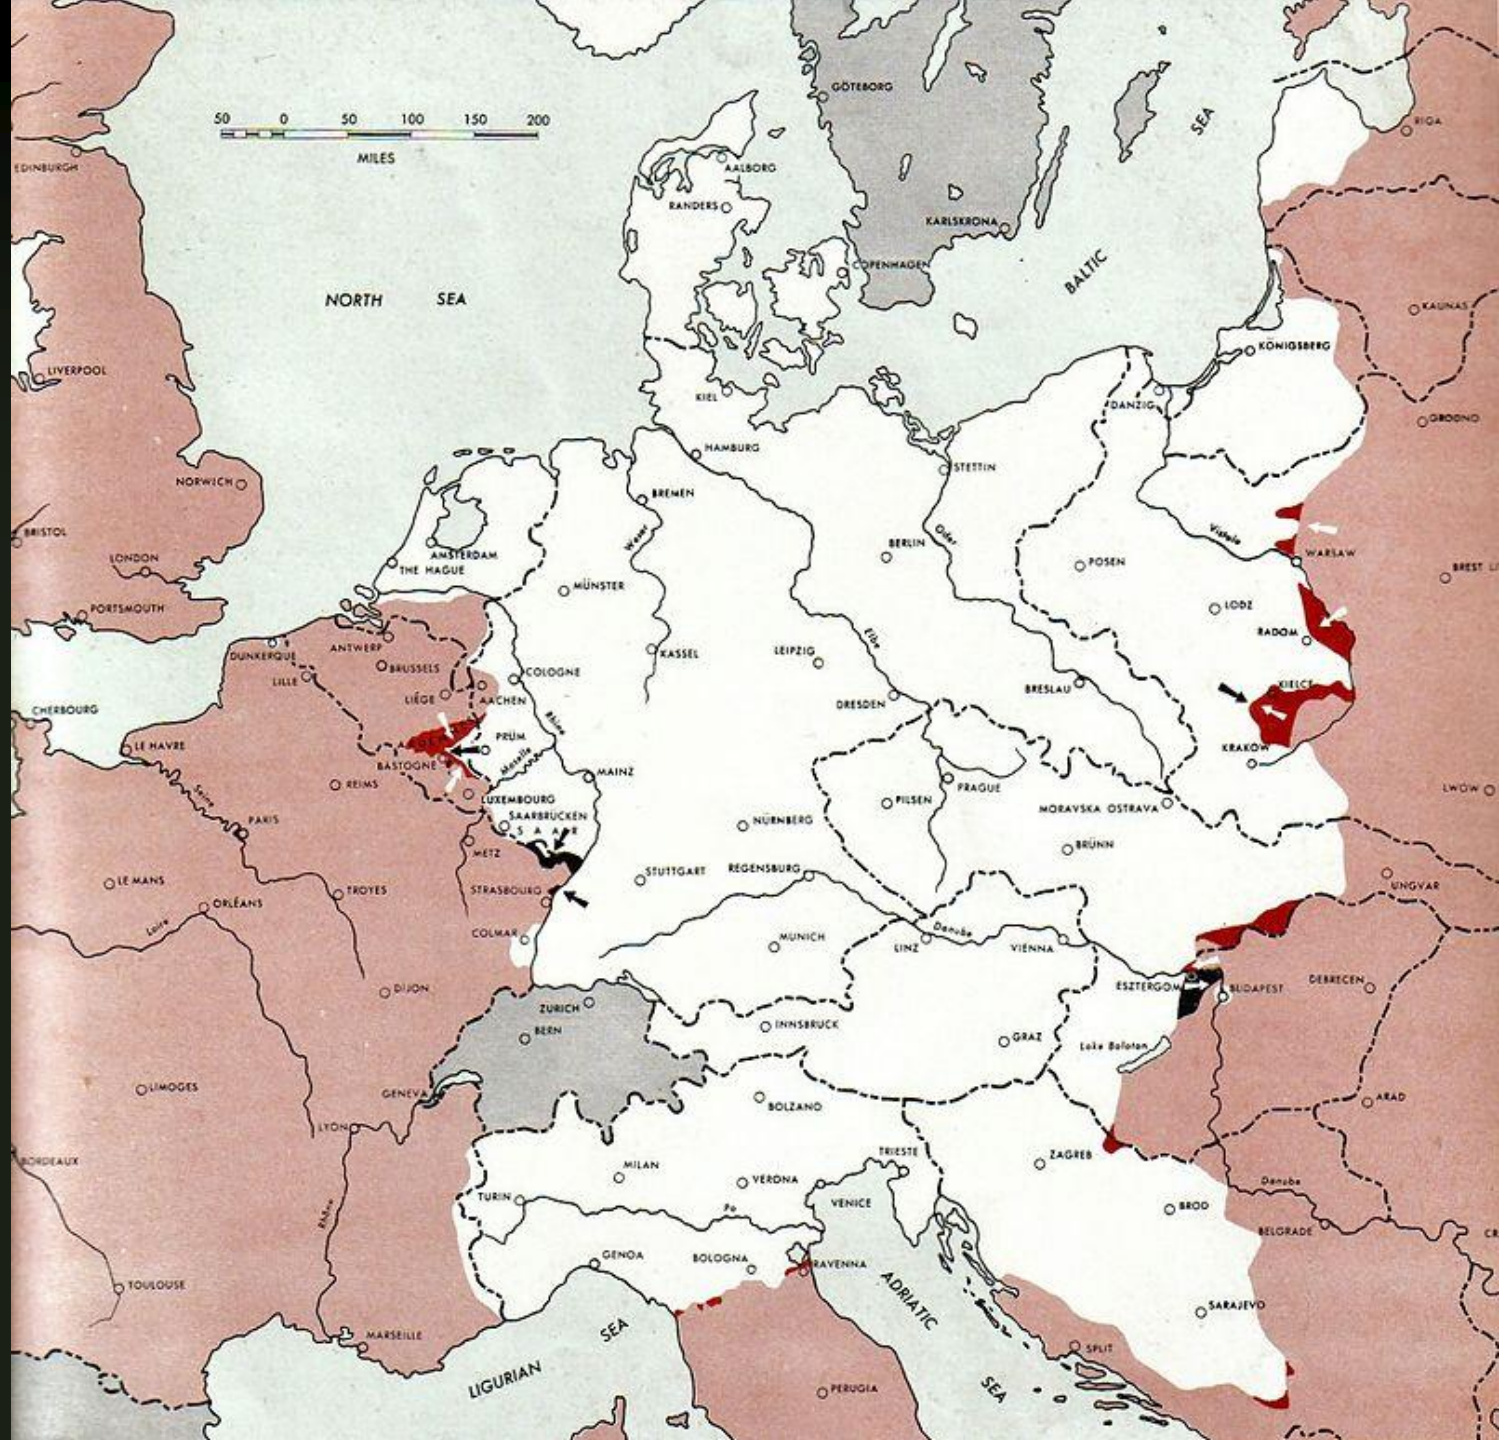 GÖTEBORG
SEA
RIGA
50 0 50 100 150 200
MILES
EDINBURGH
AALBORG
RANDERS
KARLSKRONA
COPENHAGEN
BALTIC
NORTH SEA
KAUNAS
KÖNIGSBERG
LIVERPOOL
KIEL
DANZIG
GRODNO
HAMBURG
STETTIN
NORWICH
BREMEN
BRISTOL
Weser
Oder
Vistula
AMSTERDAM
BERLIN
WARSAW
LONDON
THE HAGUE
POSEN
BREST LI
MÜNSTER
PORTSMOUTH
LODZ
RADOM
ANTWERP
Elbe
DUNKERQUE
BRUSSELS
KASSEL
LEIPZIG
COLOGNE
LILLE
LIÉGE
AACHEN
BRESLAU
KIELCE
CHERBOURG
DRESDEN
Rhine
PRÜM
LE HAVRE
ARDENNES
KRAKOW
BASTOGNE
Moselle
MAINZ
REIMS
PRAGUE
LWOW
Seine
LUXEMBOURG
PILSEN
MORAVSKA OSTRAVA
SAARBRÜCKEN
PARIS
SAAR
NÜRNBERG
BRÜNN
METZ
LE MANS
TROYES
STRASBOURG
STUTTGART
REGENSBURG
UNGVAR
ORLÉANS
Loire
COLMAR
MUNICH
LINZ
Danube
VIENNA
DIJON
ESZTERGOM
BUDAPEST
DEBRECEN
ZURICH
BERN
INNSBRUCK
GRAZ
Lake Balaton
LIMOGES
GENEVA
BOLZANO
ARAD
LYON
TRIESTE
ZAGREB
BORDEAUX
MILAN
VERONA
TURIN
VENICE
Danube
Rhône
Po
BROD
BELGRADE
CR
GENOA
BOLOGNA
RAVENNA
TOULOUSE
ADRIATIC
SARAJEVO
MARSEILLE
SEA
SPLIT
LIGURIAN
SEA
PERUGIA